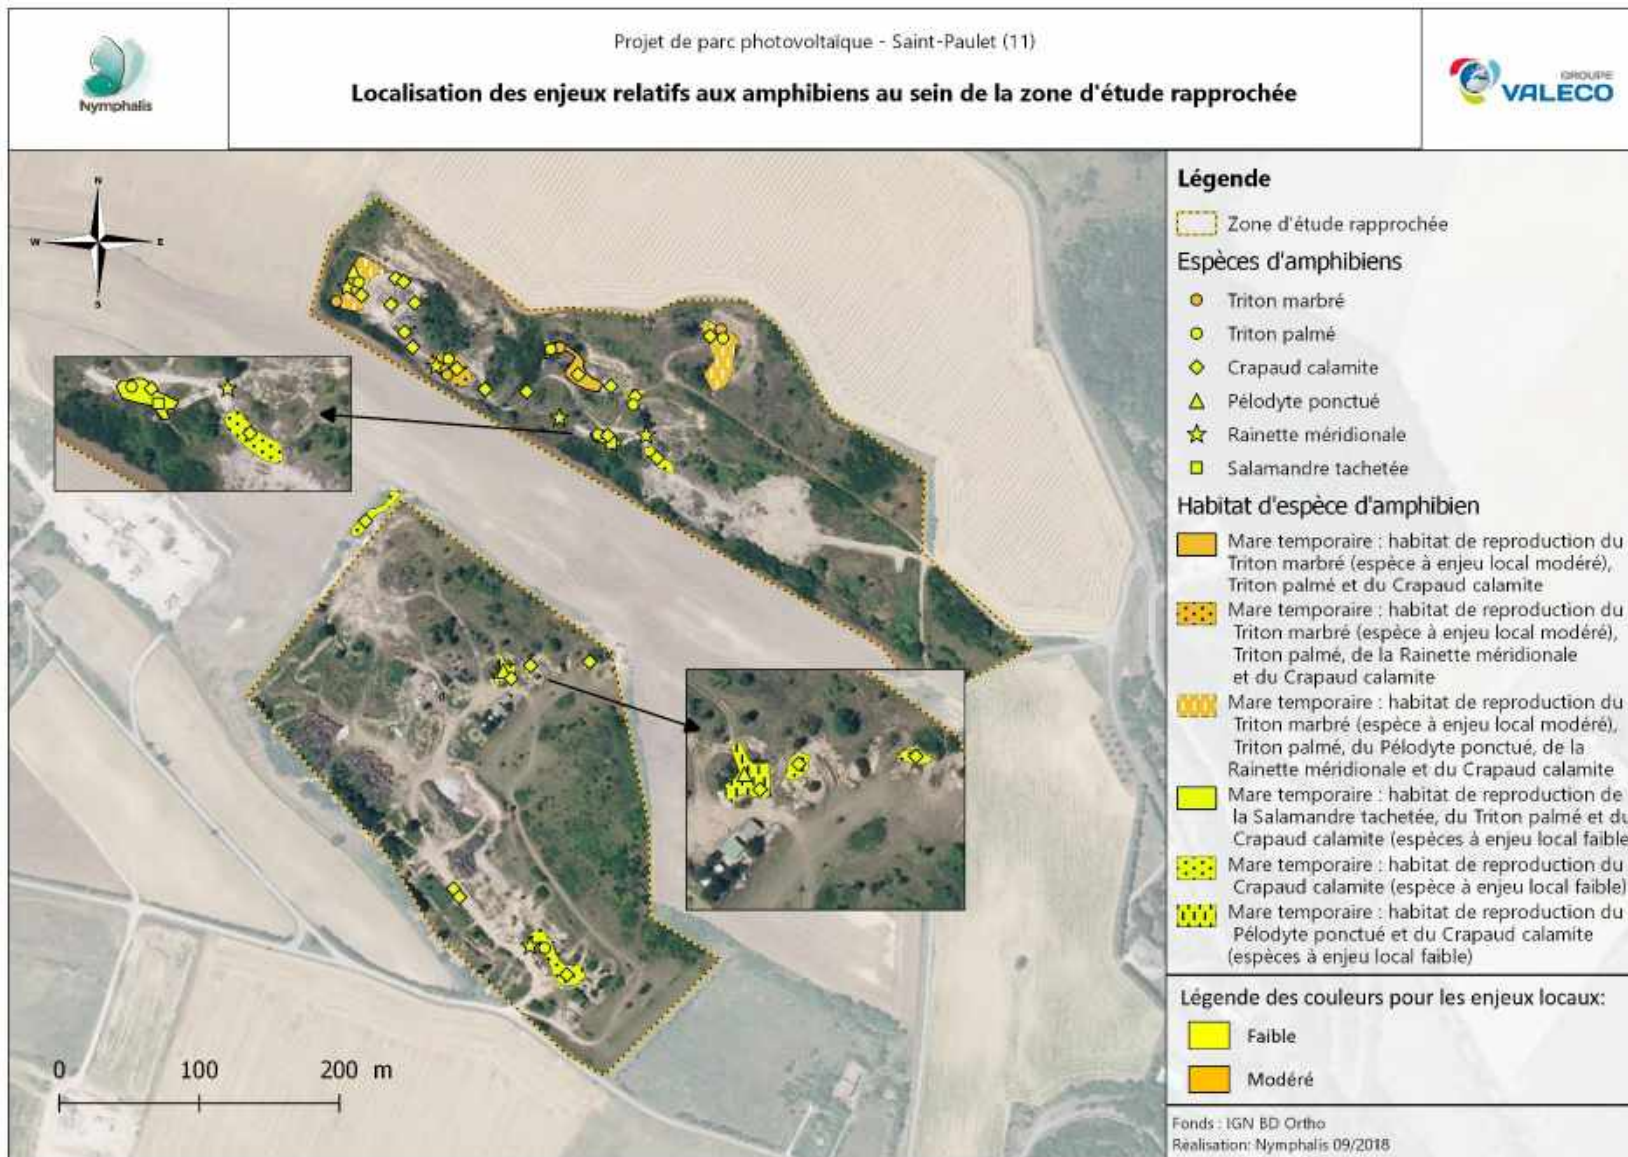 Nymphalis
Projet de parc photovoltaïque - Saint-Paulet (11)
Localisation des enjeux relatifs aux amphibiens au sein de la zone d'étude rapprochée
GROUPE
VALECO
N
W
E
S
Légende
Zone d'étude rapprochée
Espèces d'amphibiens
Triton marbré
Triton palmé
Crapaud calamite
Pélodyte ponctué
Rainette méridionale
Salamandre tachetée
Habitat d'espèce d'amphibien
Mare temporaire : habitat de reproduction du
Triton marbré (espèce à enjeu local modéré),
Triton palmé et du Crapaud calamite
Mare temporaire : habitat de reproduction du
Triton marbré (espèce à enjeu local modéré),
Triton palmé, de la Rainette méridionale
et du Crapaud calamite
Mare temporaire : habitat de reproduction du
Triton marbré (espèce à enjeu local modéré),
Triton palmé, du Pélodyte ponctué, de la
Rainette méridionale et du Crapaud calamite
Mare temporaire : habitat de reproduction de
la Salamandre tachetée, du Triton palmé et du
Crapaud calamite (espèces à enjeu local faible
Mare temporaire : habitat de reproduction du
Crapaud calamite (espèce à enjeu local faible)
Mare temporaire : habitat de reproduction du
Pélodyte ponctué et du Crapaud calamite
(espèces à enjeu local faible)
Légende des couleurs pour les enjeux locaux:
Faible
Modéré
0 100 200 m
Fonds : IGN BD Ortho
Réalisation: Nymphalis 09/2018